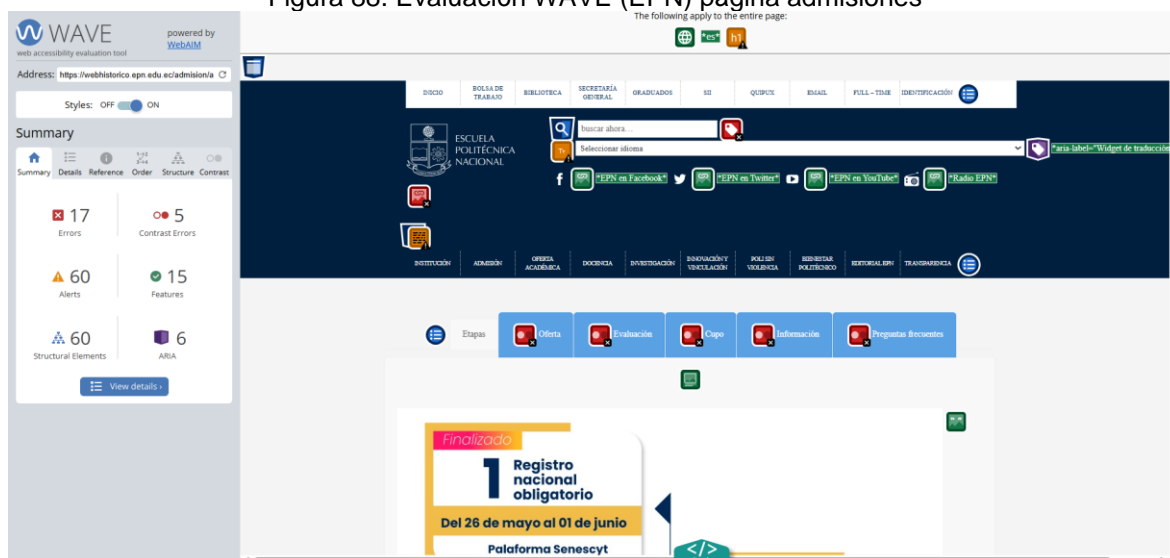 Figura 88. Evaluación WAVE (EPN) página admisiones
WAVE
web accessibility evaluation tool
powered by
WebAIM
Address: https://webhistorico.epn.edu.ec/admision/a
Styles: OFF ON
Summary
Summary Details Reference Order Structure Contrast
17
Errors
5
Contrast Errors
60
Alerts
15
Features
60
Structural Elements
6
ARIA
View details ›
The following apply to the entire page:
*es* h1
INICIO
BOLSA DE
TRABAJO
BIBLIOTECA
SECRETARÍA
GENERAL
GRADUADOS
SII
QUIPUX
EMAIL
FULL – TIME
IDENTIFICACIÓN
ESCUELA
POLITÉCNICA
NACIONAL
buscar ahora...
Seleccionar idioma
*aria-label="Widget de traducción
*EPN en Facebook*
*EPN en Twitter*
*EPN en YouTube*
*Radio EPN*
INSTITUCIÓN
ADMISIÓN
OFERTA
ACADÉMICA
DOCENCIA
INVESTIGACIÓN
INNOVACIÓN Y
VINCULACIÓN
POLI SIN
VIOLENCIA
BIENESTAR
POLITÉCNICO
EDITORIAL EPN
TRANSPARENCIA
Etapas
Oferta
Evaluación
Cupo
Información
Preguntas frecuentes
Finalizado
1
Registro
nacional
obligatorio
Del 26 de mayo al 01 de junio
Palaforma Senescyt
</>